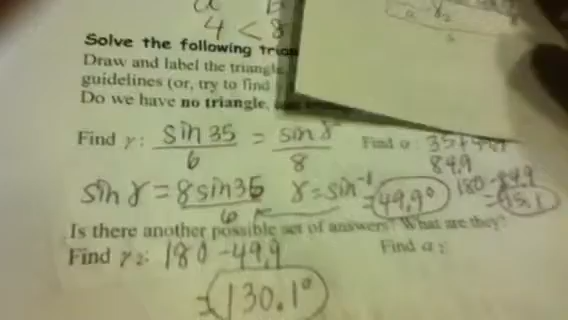 4 < 8
Solve the following
Draw and label the triangle
guidelines (or, try to find
Do we have no triangle,
Find γ: sin 35 / 6 = sin γ / 8 Find α: 35+
84.9
sin γ = 8 sin 35 / 6 γ = sin⁻¹ = 49.9° 180-84.9
= 95.1
Is there another possible set of answers? What are they?
Find γ₂: 180 - 49.9 Find α₂:
= 130.1°